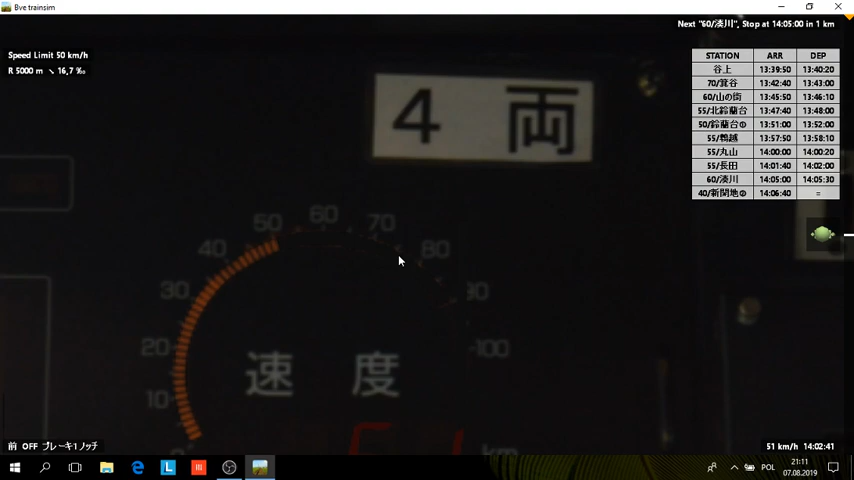 Bve trainsim
Next "60/湊川", Stop at 14:05:00 in 1 km
Speed Limit 50 km/h
R 5000 m ↘ 16,7 ‰
STATION ARR DEP
谷上 13:39:50 13:40:20
70/箕谷 13:42:40 13:43:00
60/山の街 13:45:50 13:46:10
55/北鈴蘭台 13:47:40 13:48:00
50/鈴蘭台① 13:51:00 13:52:00
55/鵯越 13:57:50 13:58:10
55/丸山 14:00:00 14:00:20
55/長田 14:01:40 14:02:00
60/湊川 14:05:00 14:05:30
40/新開地② 14:06:40 =
4 両
10
20
30
40
50
60
70
80
90
100
速 度
km
前 OFF ブレーキ1ノッチ
51 km/h 14:02:41
POL
21:11
07.08.2019